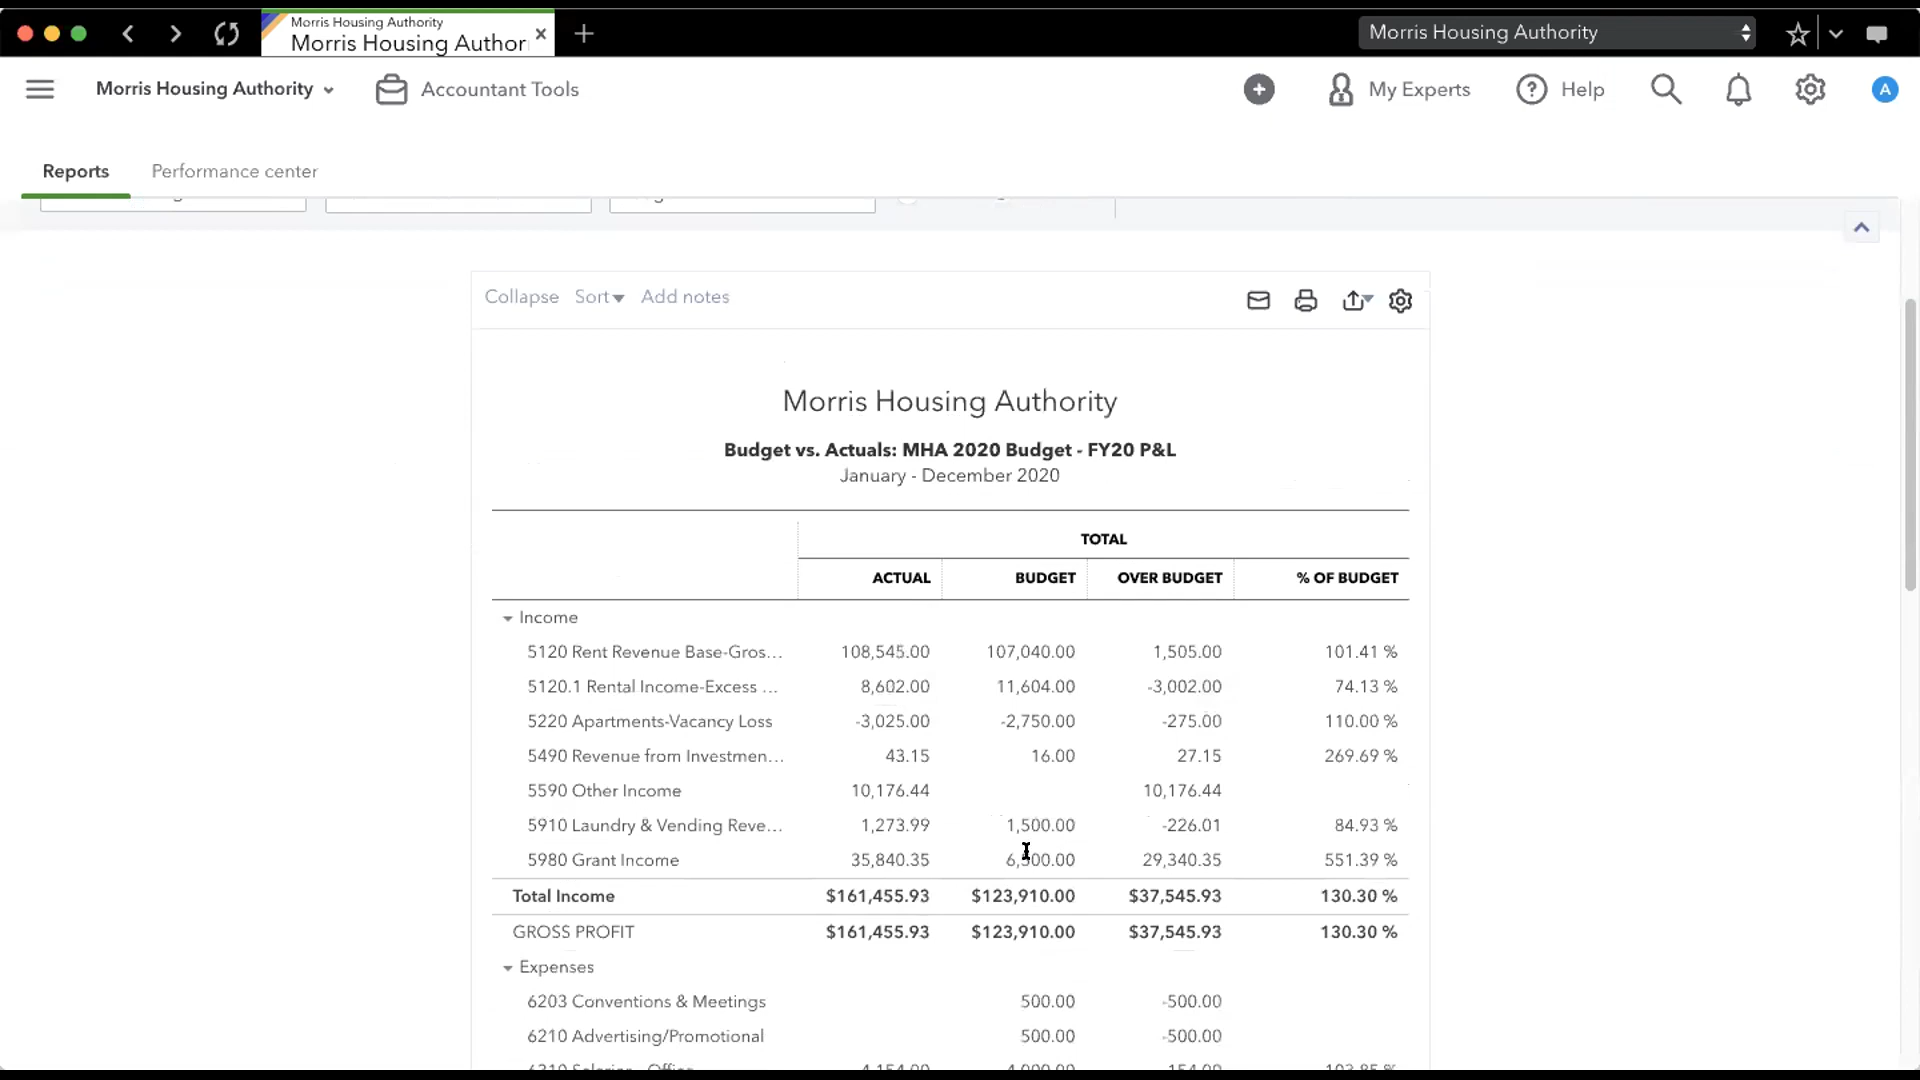 Morris Housing Authority
Morris Housing Author
Morris Housing Authority
Morris Housing Authority
Accountant Tools
My Experts
Help
A
Reports
Performance center
Collapse Sort Add notes
Morris Housing Authority
Budget vs. Actuals: MHA 2020 Budget - FY20 P&L
January - December 2020
TOTAL
ACTUAL BUDGET OVER BUDGET % OF BUDGET
Income
5120 Rent Revenue Base-Gros... 108,545.00 107,040.00 1,505.00 101.41 %
5120.1 Rental Income-Excess ... 8,602.00 11,604.00 -3,002.00 74.13 %
5220 Apartments-Vacancy Loss -3,025.00 -2,750.00 -275.00 110.00 %
5490 Revenue from Investmen... 43.15 16.00 27.15 269.69 %
5590 Other Income 10,176.44 10,176.44
5910 Laundry & Vending Reve... 1,273.99 1,500.00 -226.01 84.93 %
5980 Grant Income 35,840.35 6,500.00 29,340.35 551.39 %
Total Income $161,455.93 $123,910.00 $37,545.93 130.30 %
GROSS PROFIT $161,455.93 $123,910.00 $37,545.93 130.30 %
Expenses
6203 Conventions & Meetings 500.00 -500.00
6210 Advertising/Promotional 500.00 -500.00